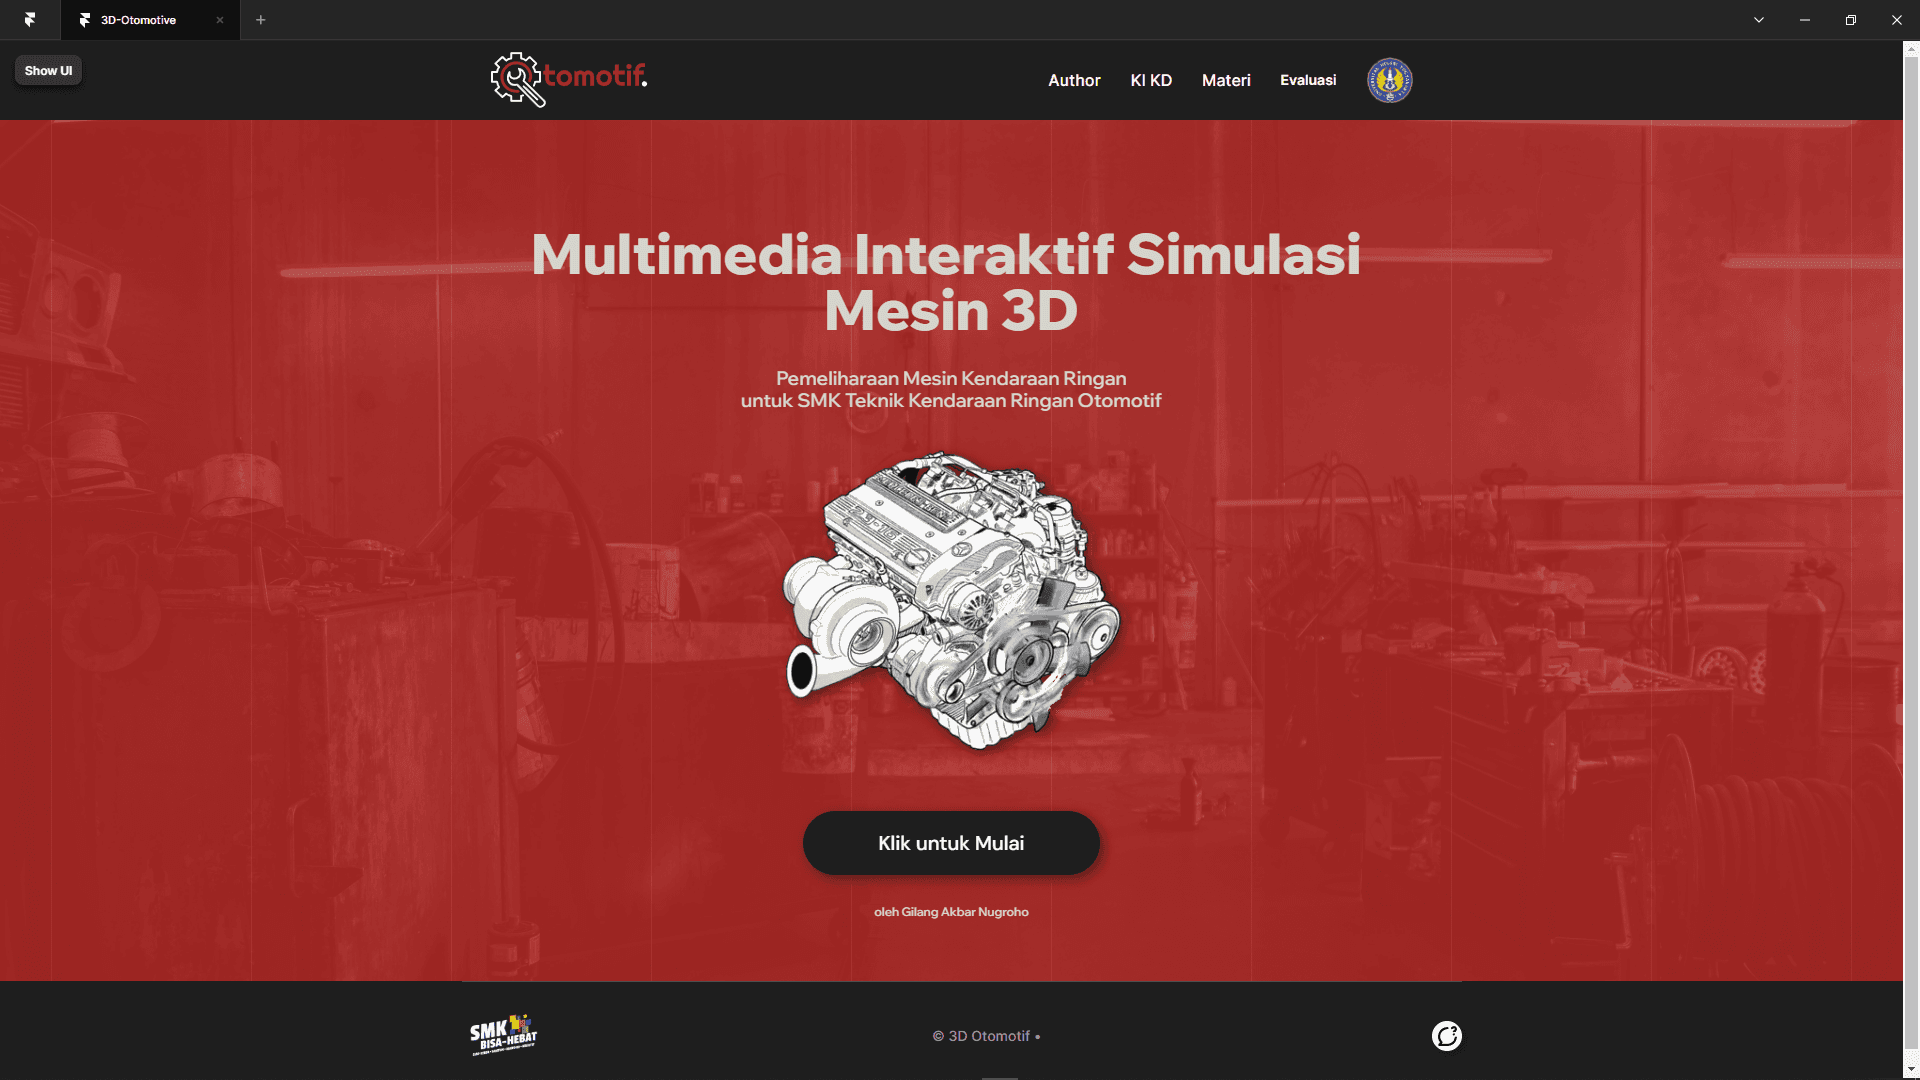 3D-Otomotive
Show UI
tomotif.
Author
KI KD
Materi
Evaluasi
Multimedia Interaktif Simulasi
Mesin 3D
Pemeliharaan Mesin Kendaraan Ringan
untuk SMK Teknik Kendaraan Ringan Otomotif
Klik untuk Mulai
oleh Gilang Akbar Nugroho
SMK
BISA-HEBAT
© 3D Otomotif •